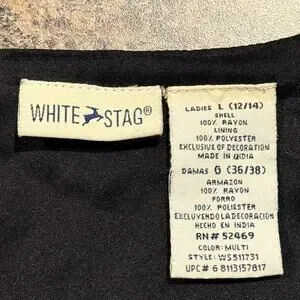 WHITE STAG®
LADIES L (12/14)
SHELL
100% RAYON
LINING
100% POLYESTER
EXCLUSIVE OF DECORATION
MADE IN INDIA
DAMAS G (36/38)
ARMAZON
100% RAYON
FORRO
100% POLIESTER
EXCLUYENDO LA DECORACION
HECHO EN INDIA
RN# 52469
COLOR: MULTI
STYLE: WS511731
UPC# 6 8113157817